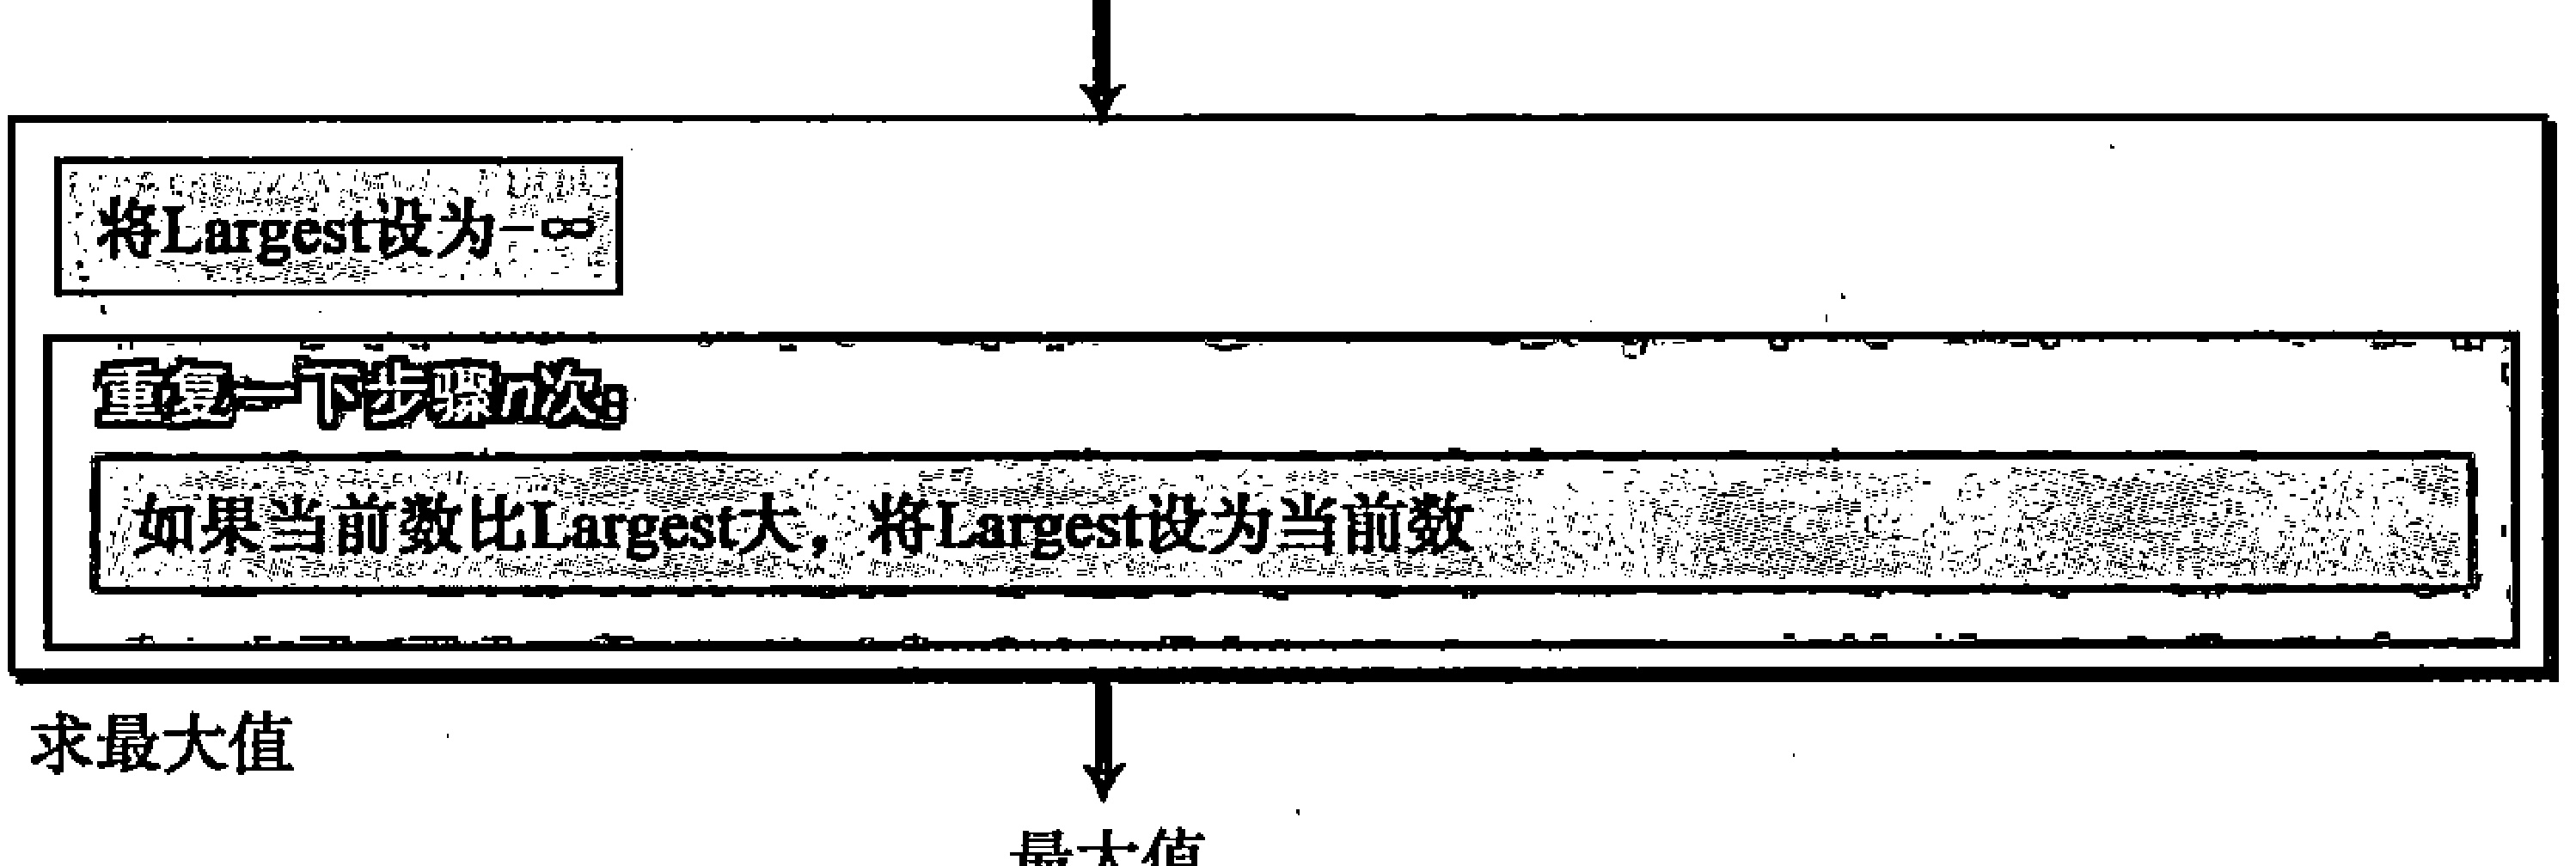 将Largest设为-∞
重复一下步骤n次：
如果当前数比Largest大，将Largest设为当前数
求最大值
最大值